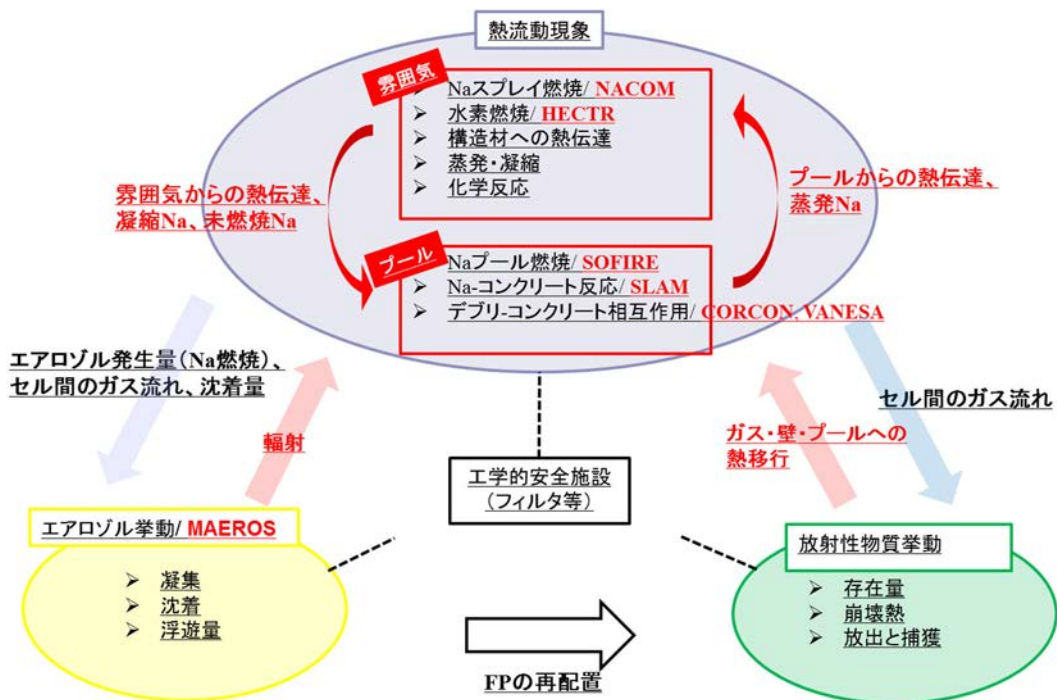 熱流動現象
雰囲気
Naスプレイ燃焼/ NACOM
水素燃焼/ HECTR
構造材への熱伝達
蒸発・凝縮
化学反応
雰囲気からの熱伝達、
凝縮Na、未燃焼Na
プールからの熱伝達、
蒸発Na
プール
Naプール燃焼/ SOFIRE
Na-コンクリート反応/ SLAM
デブリ-コンクリート相互作用/ CORCON, VANESA
エアロゾル発生量(Na燃焼)、
セル間のガス流れ、沈着量
輻射
セル間のガス流れ
ガス・壁・プールへの
熱移行
工学的安全施設
(フィルタ等)
エアロゾル挙動/ MAEROS
凝集
沈着
浮遊量
放射性物質挙動
存在量
崩壊熱
放出と捕獲
FPの再配置